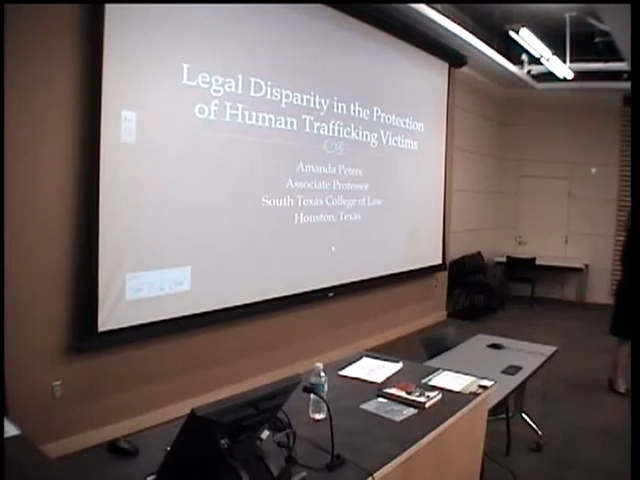 Legal Disparity in the Protection
of Human Trafficking Victims
Amanda Peters
Associate Professor
South Texas College of Law
Houston, Texas